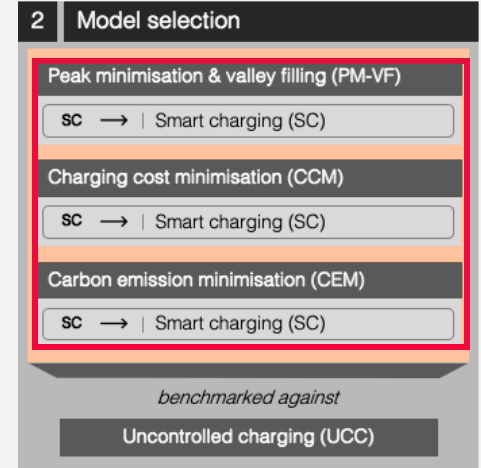 2 Model selection
Peak minimisation & valley filling (PM-VF)
SC → | Smart charging (SC)
Charging cost minimisation (CCM)
SC → | Smart charging (SC)
Carbon emission minimisation (CEM)
SC → | Smart charging (SC)
benchmarked against
Uncontrolled charging (UCC)